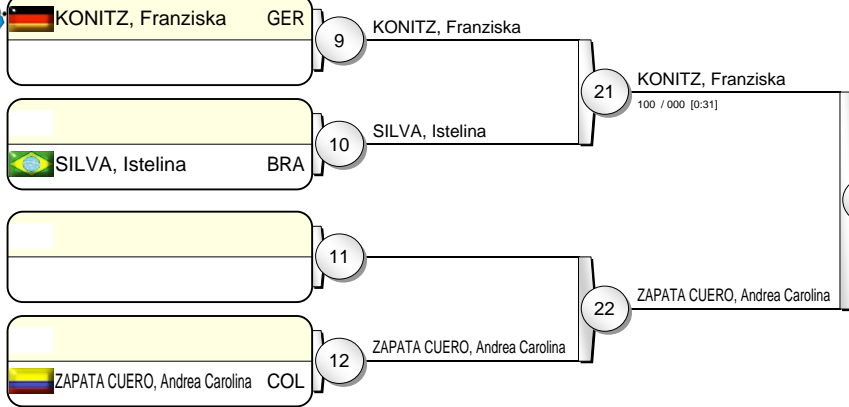 KONITZ, Franziska GER
9
KONITZ, Franziska
21
KONITZ, Franziska
100 / 000 [0:31]
SILVA, Istelina BRA
10
SILVA, Istelina
11
22
ZAPATA CUERO, Andrea Carolina
ZAPATA CUERO, Andrea Carolina COL
12
ZAPATA CUERO, Andrea Carolina